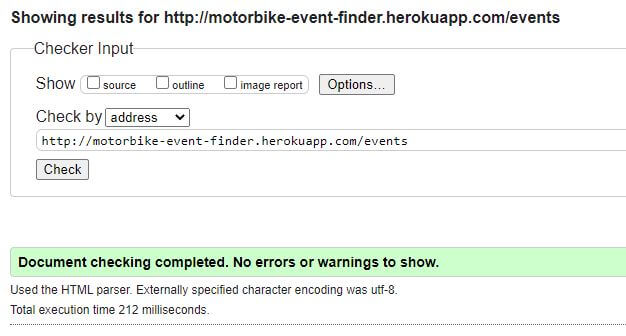 Showing results for http://motorbike-event-finder.herokuapp.com/events
Checker Input
Show source outline image report Options...
Check by address
http://motorbike-event-finder.herokuapp.com/events
Check
Document checking completed. No errors or warnings to show.
Used the HTML parser. Externally specified character encoding was utf-8.
Total execution time 212 milliseconds.